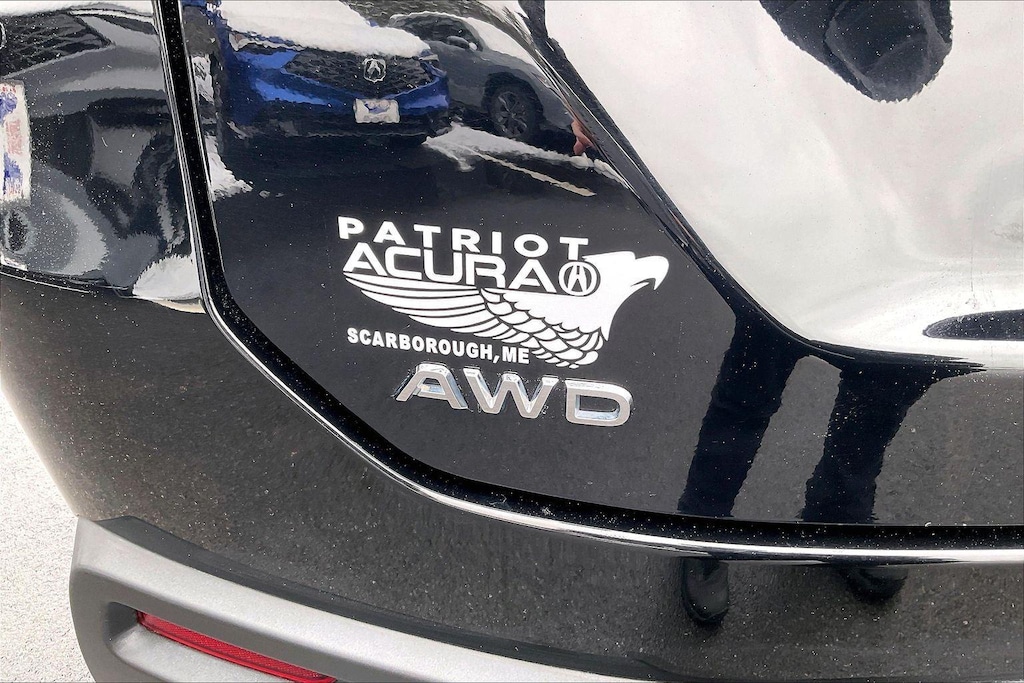 PATRIOT
ACURA
SCARBOROUGH, ME
AWD